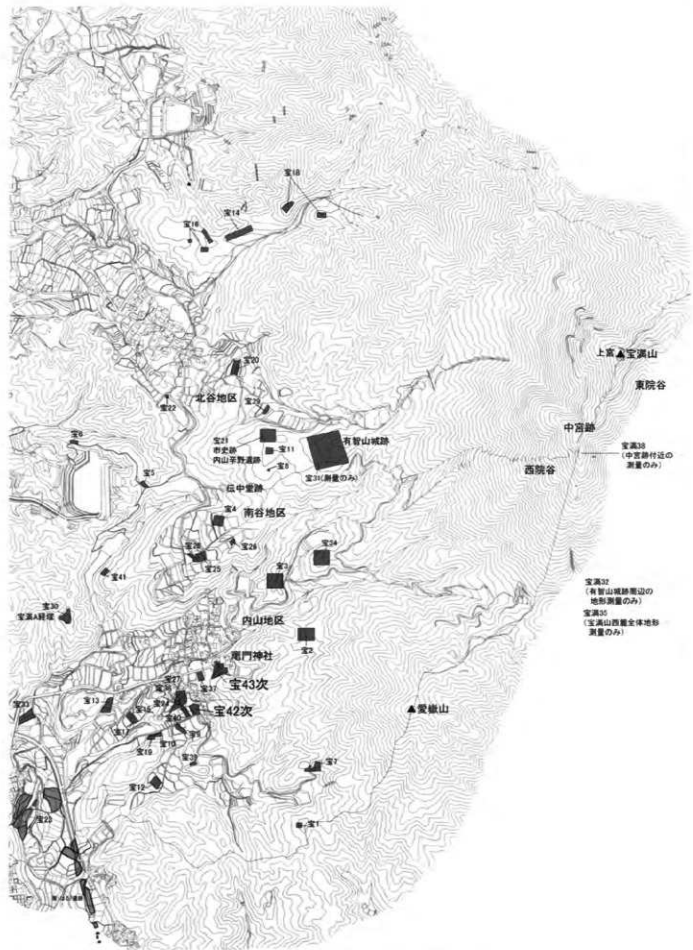 宝18
宝14
宝16
上宮▲宝満山
東院谷
宝20
北谷地区
宝22
宝29
中宮跡
宝6
宝21
市史跡
内山辛野遺跡
宝11
有智山城跡
宝満38
(中宮跡付近の
測量のみ)
宝8
宝5
西院谷
宝31(測量のみ)
伝中堂跡
宝4
南谷地区
宝26
宝25
宝24
宝3
宝41
宝満32
(有智山城跡周辺の
地形測量のみ)
宝30
宝満A経塚
宝満35
(宝満山西麓全体地形
測量のみ)
内山地区
竈門神社
宝2
宝27
宝37
宝43次
宝13
宝42次
▲愛嶽山
宝33
宝40
宝9
宝19
宝10
宝7
宝12
宝23
宝1